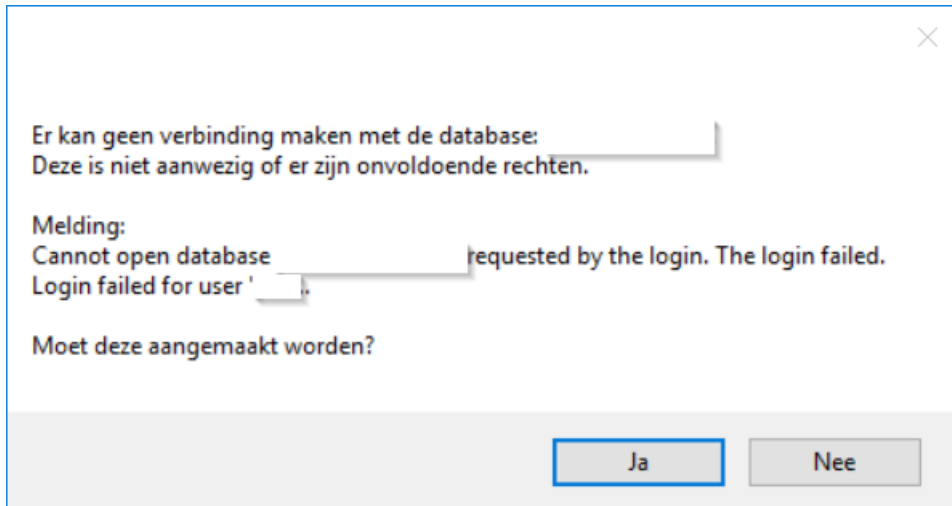 Er kan geen verbinding maken met de database:
Deze is niet aanwezig of er zijn onvoldoende rechten.
Melding:
Cannot open database requested by the login. The login failed.
Login failed for user '.
Moet deze aangemaakt worden?
Ja
Nee